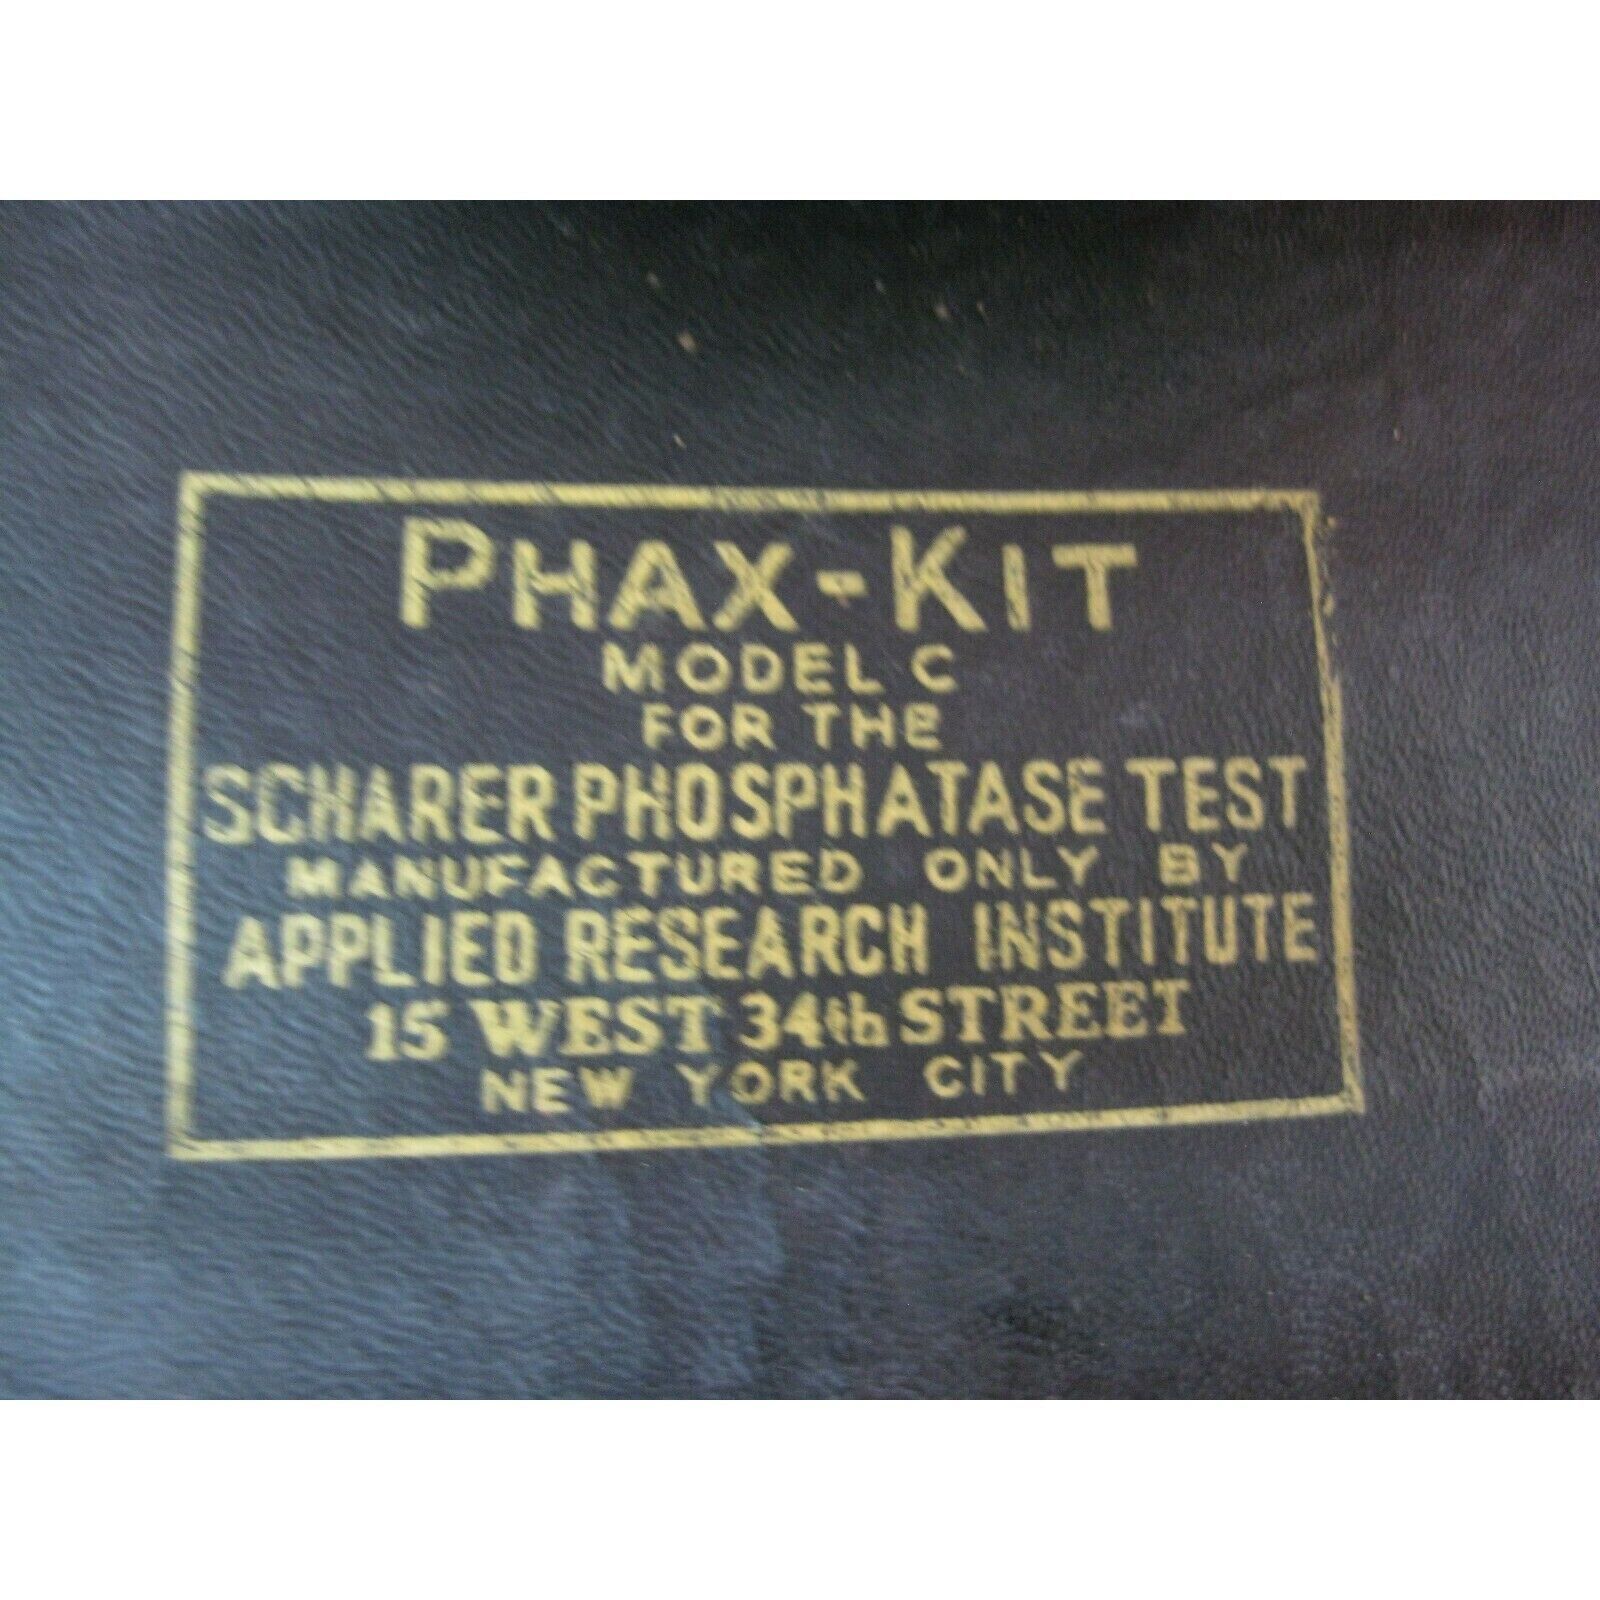 PHAX-KIT
MODEL C
FOR THE
SCHARER PHOSPHATASE TEST
MANUFACTURED ONLY BY
APPLIED RESEARCH INSTITUTE
15 WEST 34th STREET
NEW YORK CITY